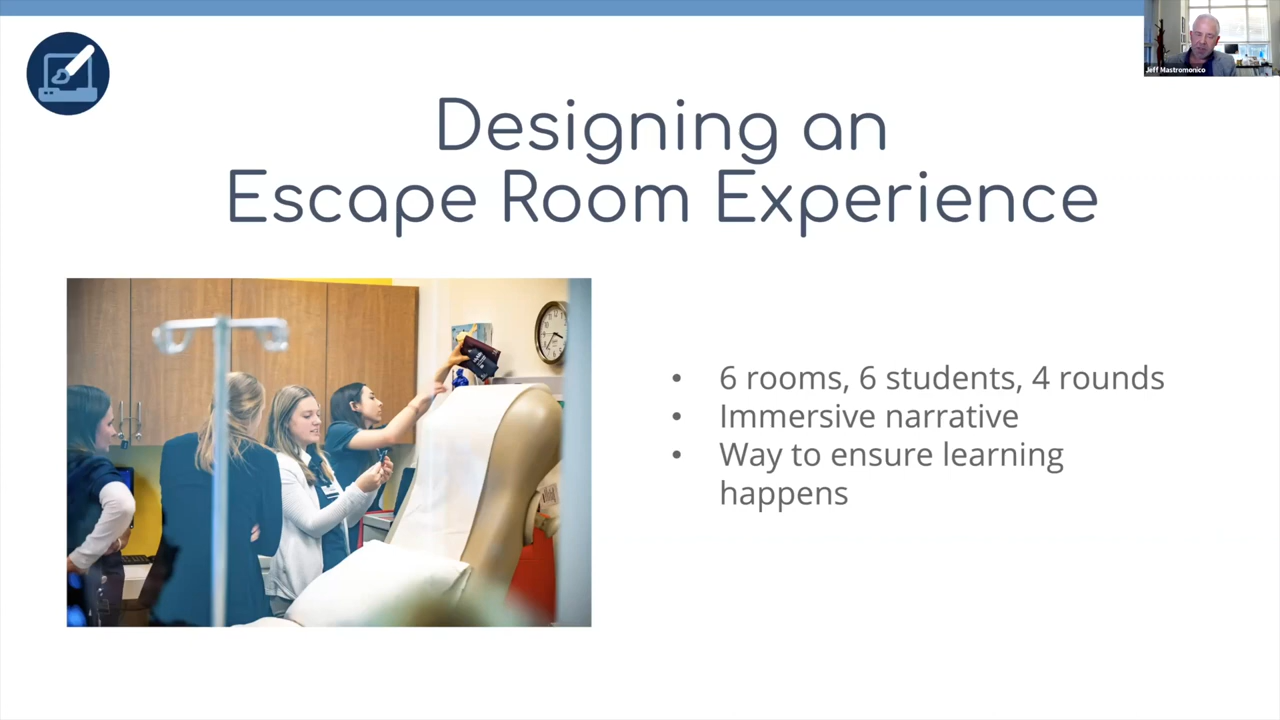 Jeff Mastromonico
Designing an
Escape Room Experience
• 6 rooms, 6 students, 4 rounds
• Immersive narrative
• Way to ensure learning
happens